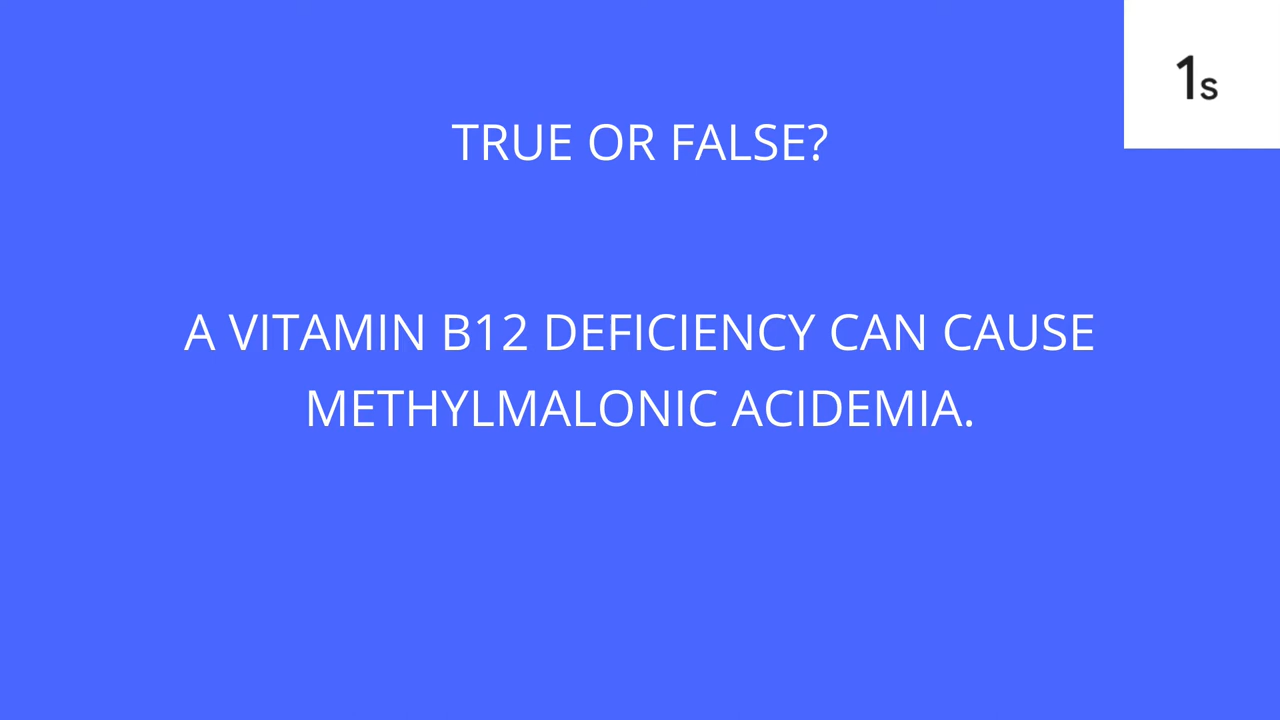 1s
TRUE OR FALSE?
A VITAMIN B12 DEFICIENCY CAN CAUSE
METHYLMALONIC ACIDEMIA.